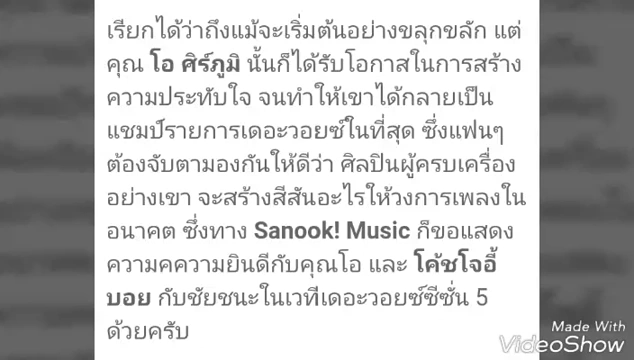 เรียกได้ว่าถึงแม้จะเริ่มต้นอย่างขลุกขลัก แต่
คุณ โอ ศิร์ภูมิ นั้นก็ได้รับโอกาสในการสร้าง
ความประทับใจ จนทำให้เขาได้กลายเป็น
แชมป์รายการเดอะวอยซ์ในที่สุด ซึ่งแฟนๆ
ต้องจับตามองกันให้ดีว่า ศิลปินผู้ครบเครื่อง
อย่างเขา จะสร้างสีสันอะไรให้วงการเพลงใน
อนาคต ซึ่งทาง Sanook! Music ก็ขอแสดง
ความคความยินดีกับคุณโอ และ โค้ชโจอี้
บอย กับชัยชนะในเวทีเดอะวอยซ์ซีซั่น 5
ด้วยครับ
Made With
VideoShow